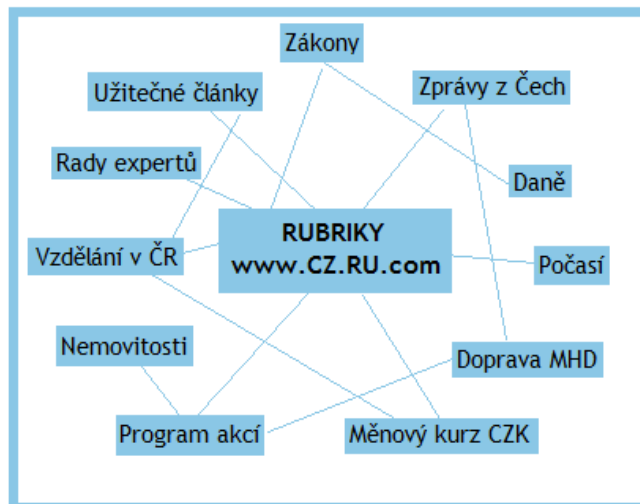 Zákony
Užitečné články
Zprávy z Čech
Rady expertů
Daně
RUBRIKY
www.CZ.RU.com
Vzdělání v ČR
Počasí
Nemovitosti
Doprava MHD
Program akcí
Měnový kurz CZK